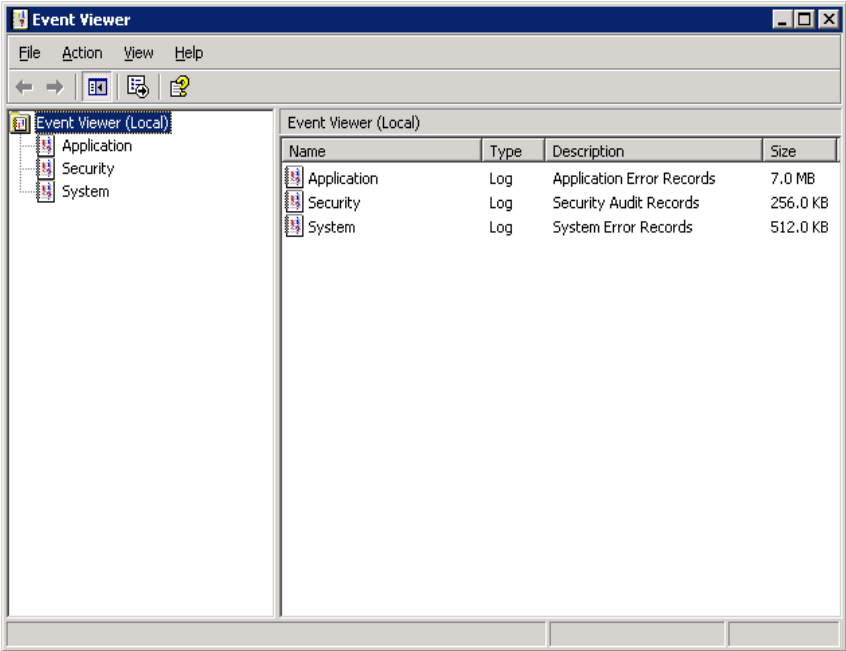 Event Viewer
File Action View Help
Event Viewer (Local)
Application
Security
System
Event Viewer (Local)
Name Type Description Size
Application Log Application Error Records 7.0 MB
Security Log Security Audit Records 256.0 KB
System Log System Error Records 512.0 KB